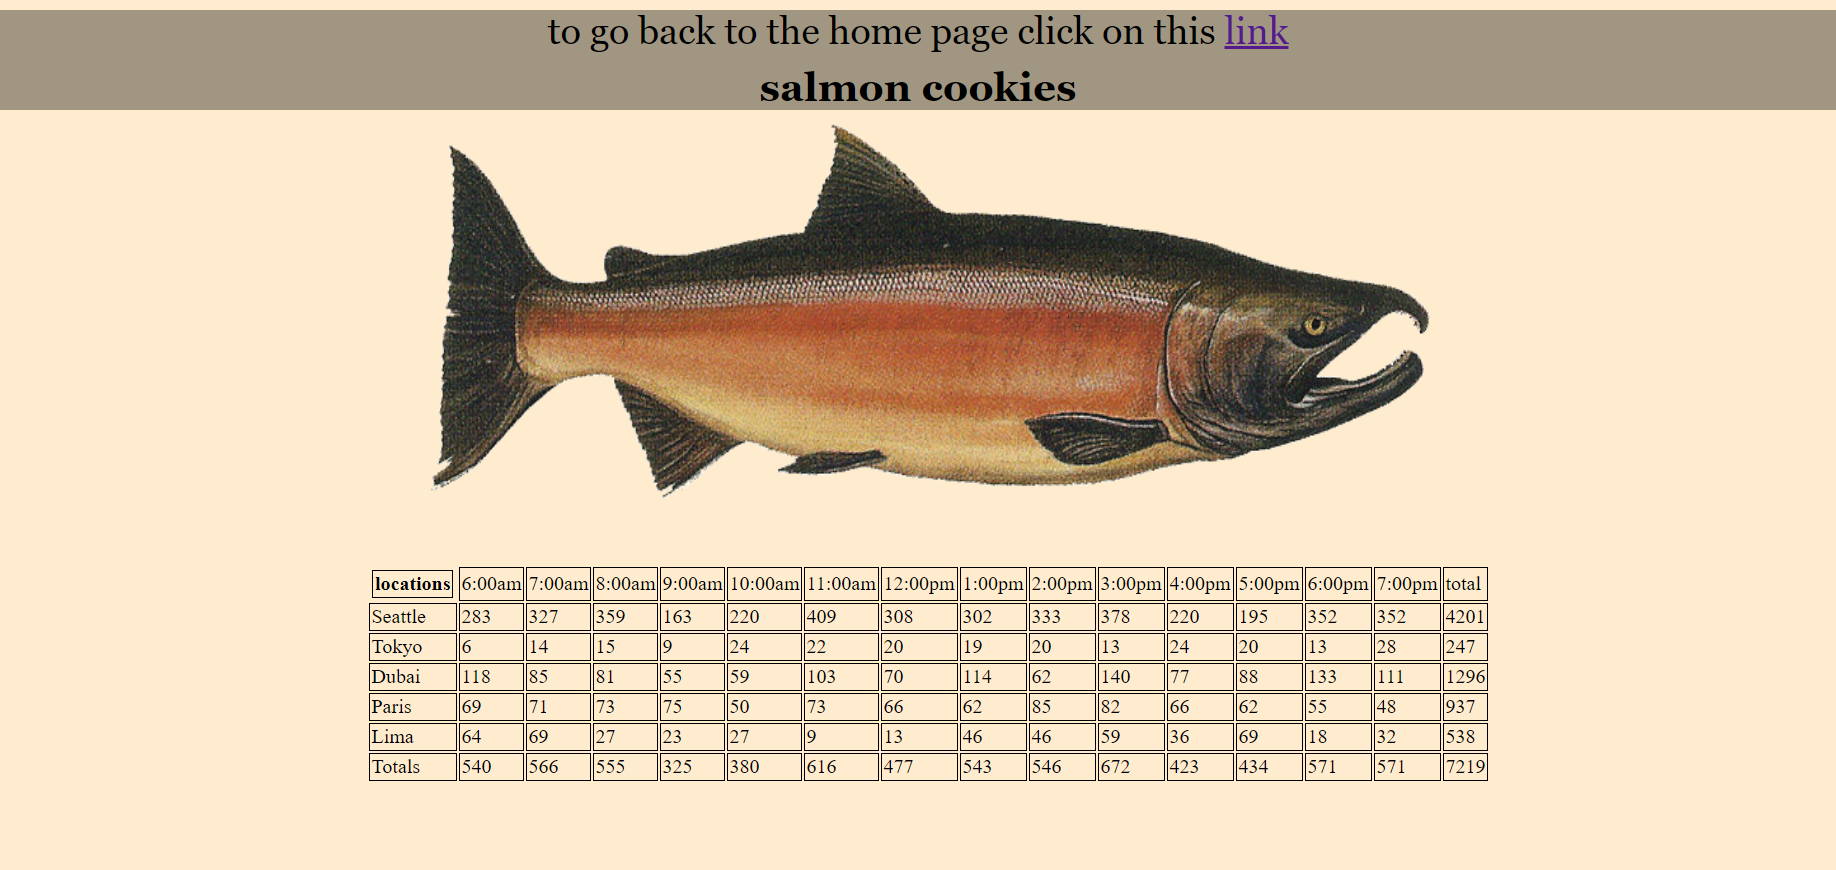 to go back to the home page click on this link
salmon cookies
locations 6:00am 7:00am 8:00am 9:00am 10:00am 11:00am 12:00pm 1:00pm 2:00pm 3:00pm 4:00pm 5:00pm 6:00pm 7:00pm total
Seattle 283 327 359 163 220 409 308 302 333 378 220 195 352 352 4201
Tokyo 6 14 15 9 24 22 20 19 20 13 24 20 13 28 247
Dubai 118 85 81 55 59 103 70 114 62 140 77 88 133 111 1296
Paris 69 71 73 75 50 73 66 62 85 82 66 62 55 48 937
Lima 64 69 27 23 27 9 13 46 46 59 36 69 18 32 538
Totals 540 566 555 325 380 616 477 543 546 672 423 434 571 571 7219